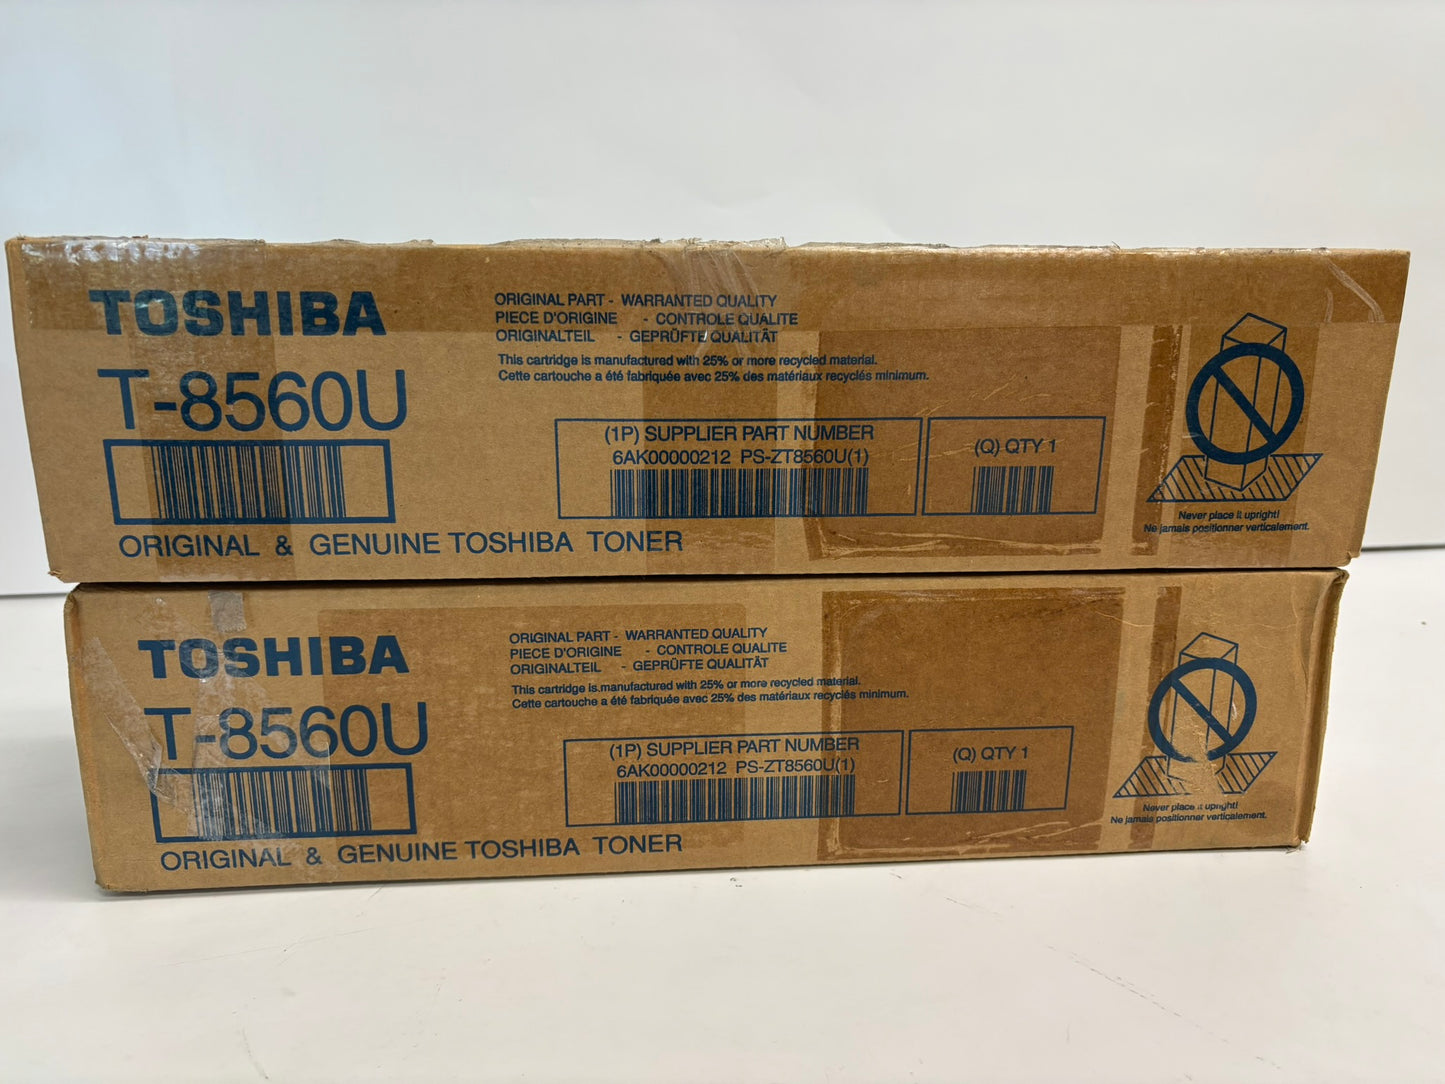 TOSHIBA
T-8560U
ORIGINAL PART - WARRANTED QUALITY
PIECE D'ORIGINE - CONTROLE QUALITE
ORIGINALTEIL - GEPRÜFTE QUALITÄT
This cartridge is manufactured with 25% or more recycled material.
Cette cartouche a été fabriquée avec 25% des matériaux recyclés minimum.
(1P) SUPPLIER PART NUMBER
6AK00000212 PS-ZT8560U(1)
(Q) QTY 1
Never place it upright!
Ne jamais positionner verticalement.
ORIGINAL & GENUINE TOSHIBA TONER
TOSHIBA
T-8560U
ORIGINAL PART - WARRANTED QUALITY
PIECE D'ORIGINE - CONTROLE QUALITE
ORIGINALTEIL - GEPRÜFTE QUALITÄT
This cartridge is manufactured with 25% or more recycled material.
Cette cartouche a été fabriquée avec 25% des matériaux recyclés minimum.
(1P) SUPPLIER PART NUMBER
6AK00000212 PS-ZT8560U(1)
(Q) QTY 1
Never place it upright!
Ne jamais positionner verticalement.
ORIGINAL & GENUINE TOSHIBA TONER